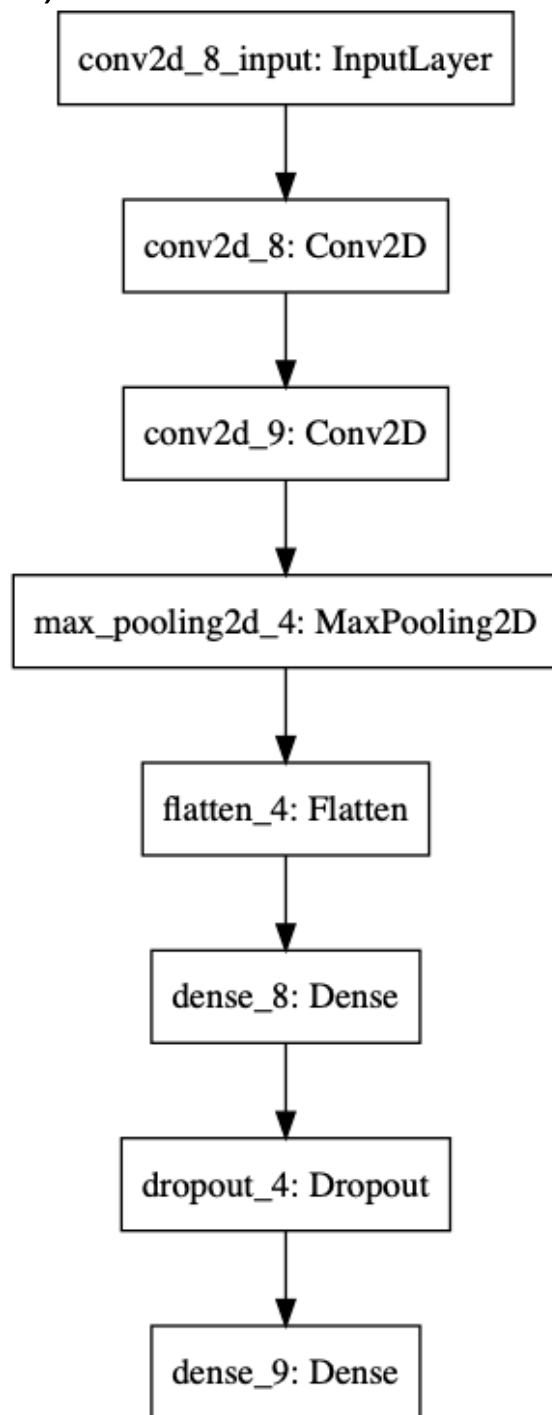 conv2d_8_input: InputLayer
conv2d_8: Conv2D
conv2d_9: Conv2D
max_pooling2d_4: MaxPooling2D
flatten_4: Flatten
dense_8: Dense
dropout_4: Dropout
dense_9: Dense